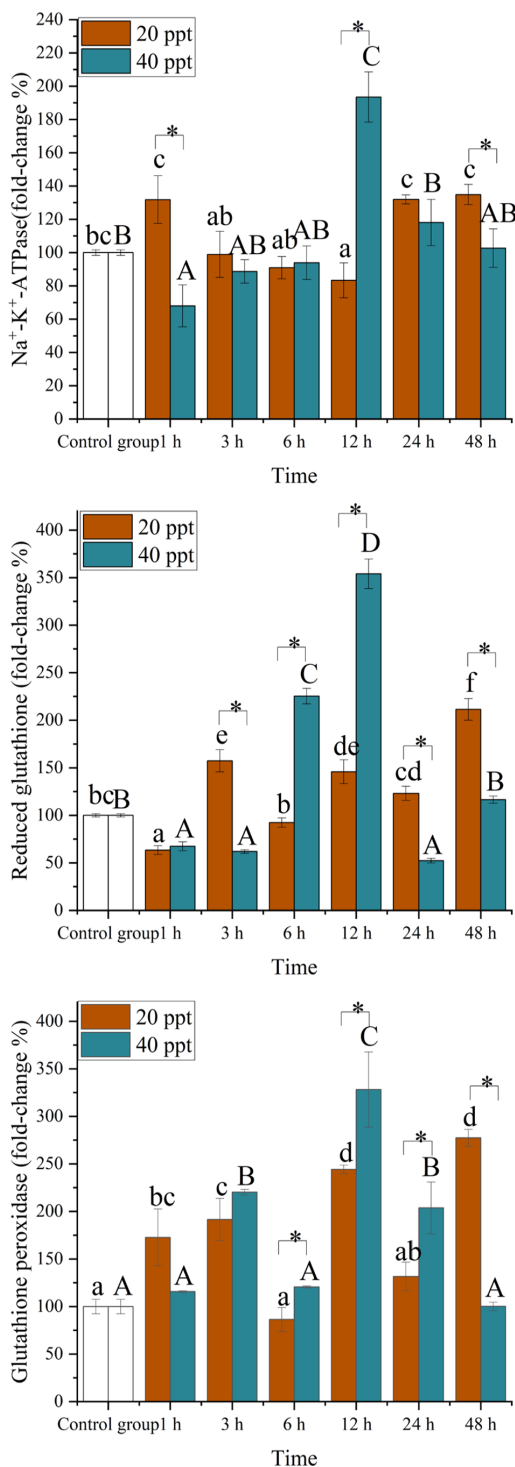 240
220
200
180
160
140
120
100
80
60
40
20
0
Na⁺-K⁺-ATPase(fold-change %)
20 ppt
40 ppt
bc B
c * A
ab AB
ab AB
a * C
c B
c * AB
Control group 1 h 3 h 6 h 12 h 24 h 48 h
Time
400
350
300
250
200
150
100
50
0
Reduced glutathione (fold-change %)
20 ppt
40 ppt
bc B
a A
e * A
b * C
de * D
cd * A
f * B
Control group 1 h 3 h 6 h 12 h 24 h 48 h
Time
400
350
300
250
200
150
100
50
0
Glutathione peroxidase (fold-change %)
20 ppt
40 ppt
a A
bc A
c B
a * A
d * C
ab * B
d * A
Control group 1 h 3 h 6 h 12 h 24 h 48 h
Time